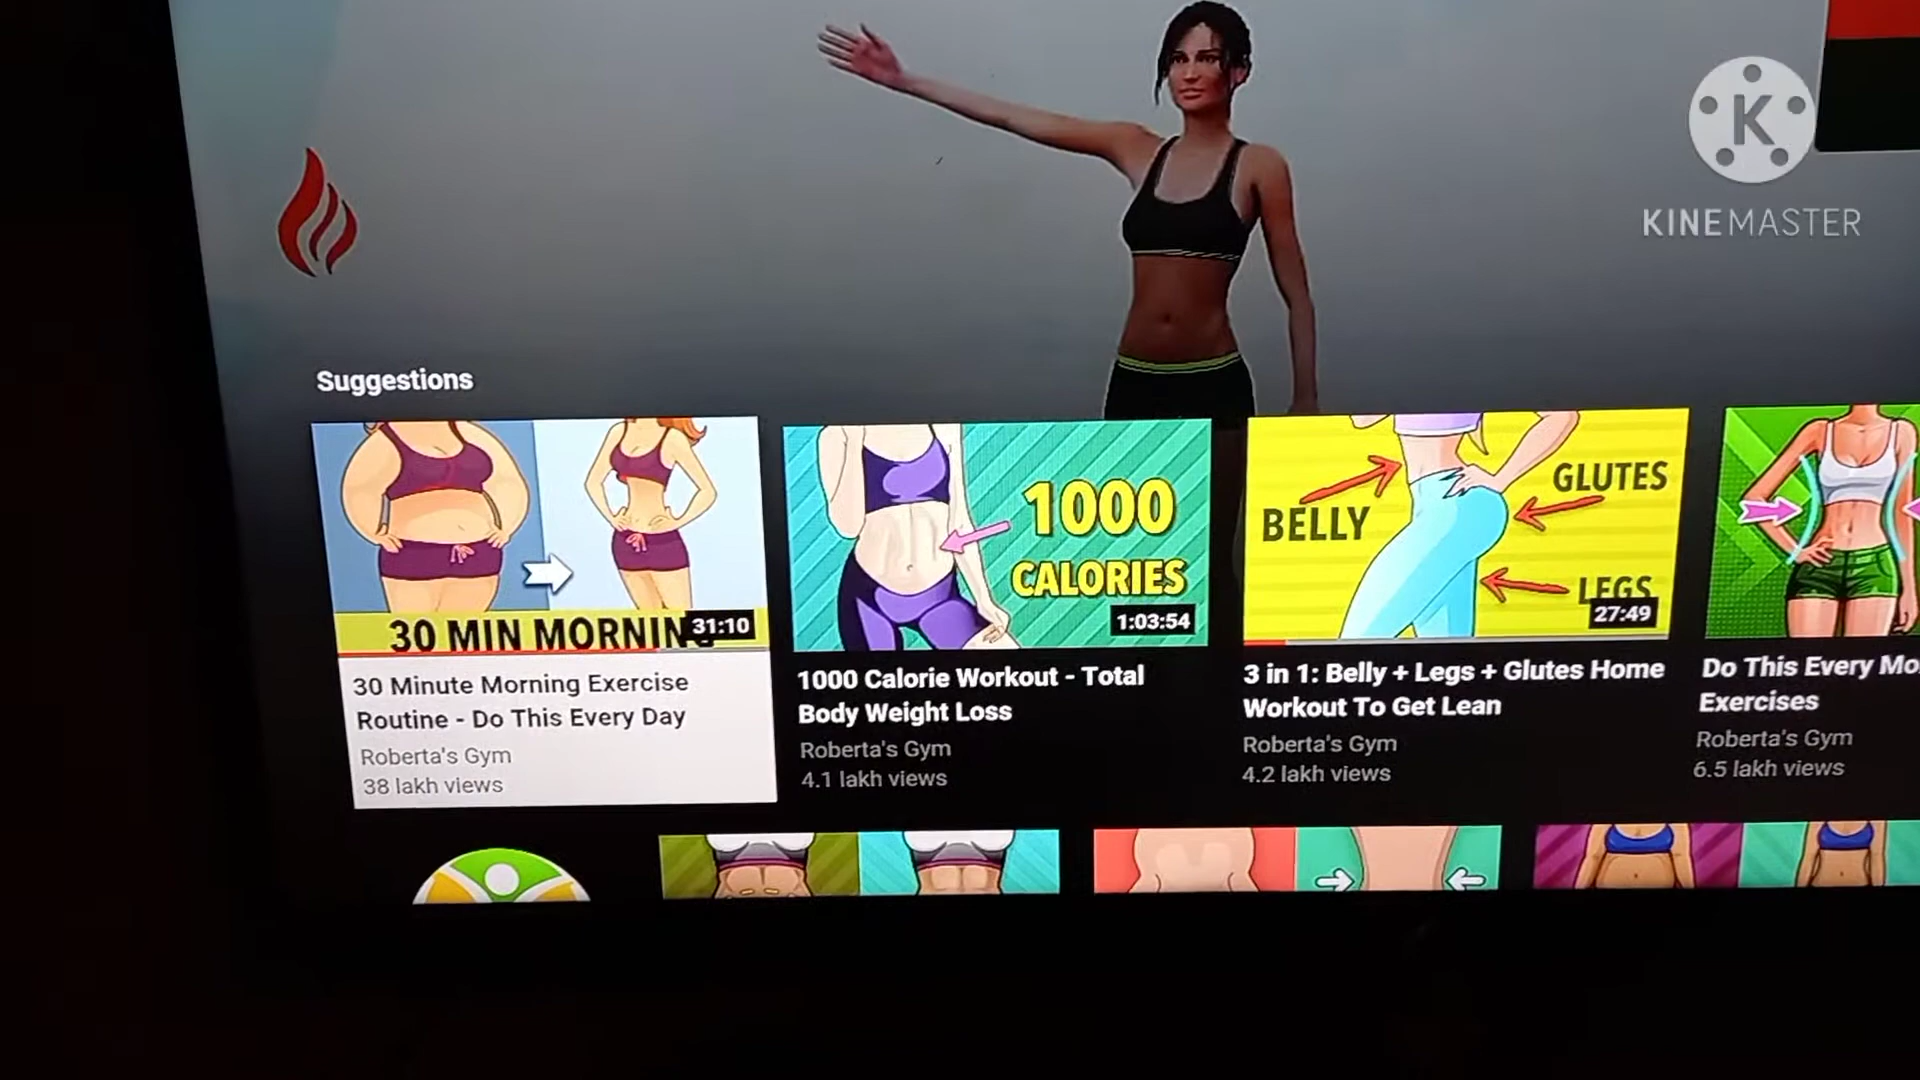 K
KINEMASTER
Suggestions
30 MIN MORNIN
31:10
30 Minute Morning Exercise
Routine - Do This Every Day
Roberta's Gym
38 lakh views
1000
CALORIES
1:03:54
1000 Calorie Workout - Total
Body Weight Loss
Roberta's Gym
4.1 lakh views
BELLY
GLUTES
LEGS
27:49
3 in 1: Belly + Legs + Glutes Home
Workout To Get Lean
Roberta's Gym
4.2 lakh views
Do This Every Mo
Exercises
Roberta's Gym
6.5 lakh views